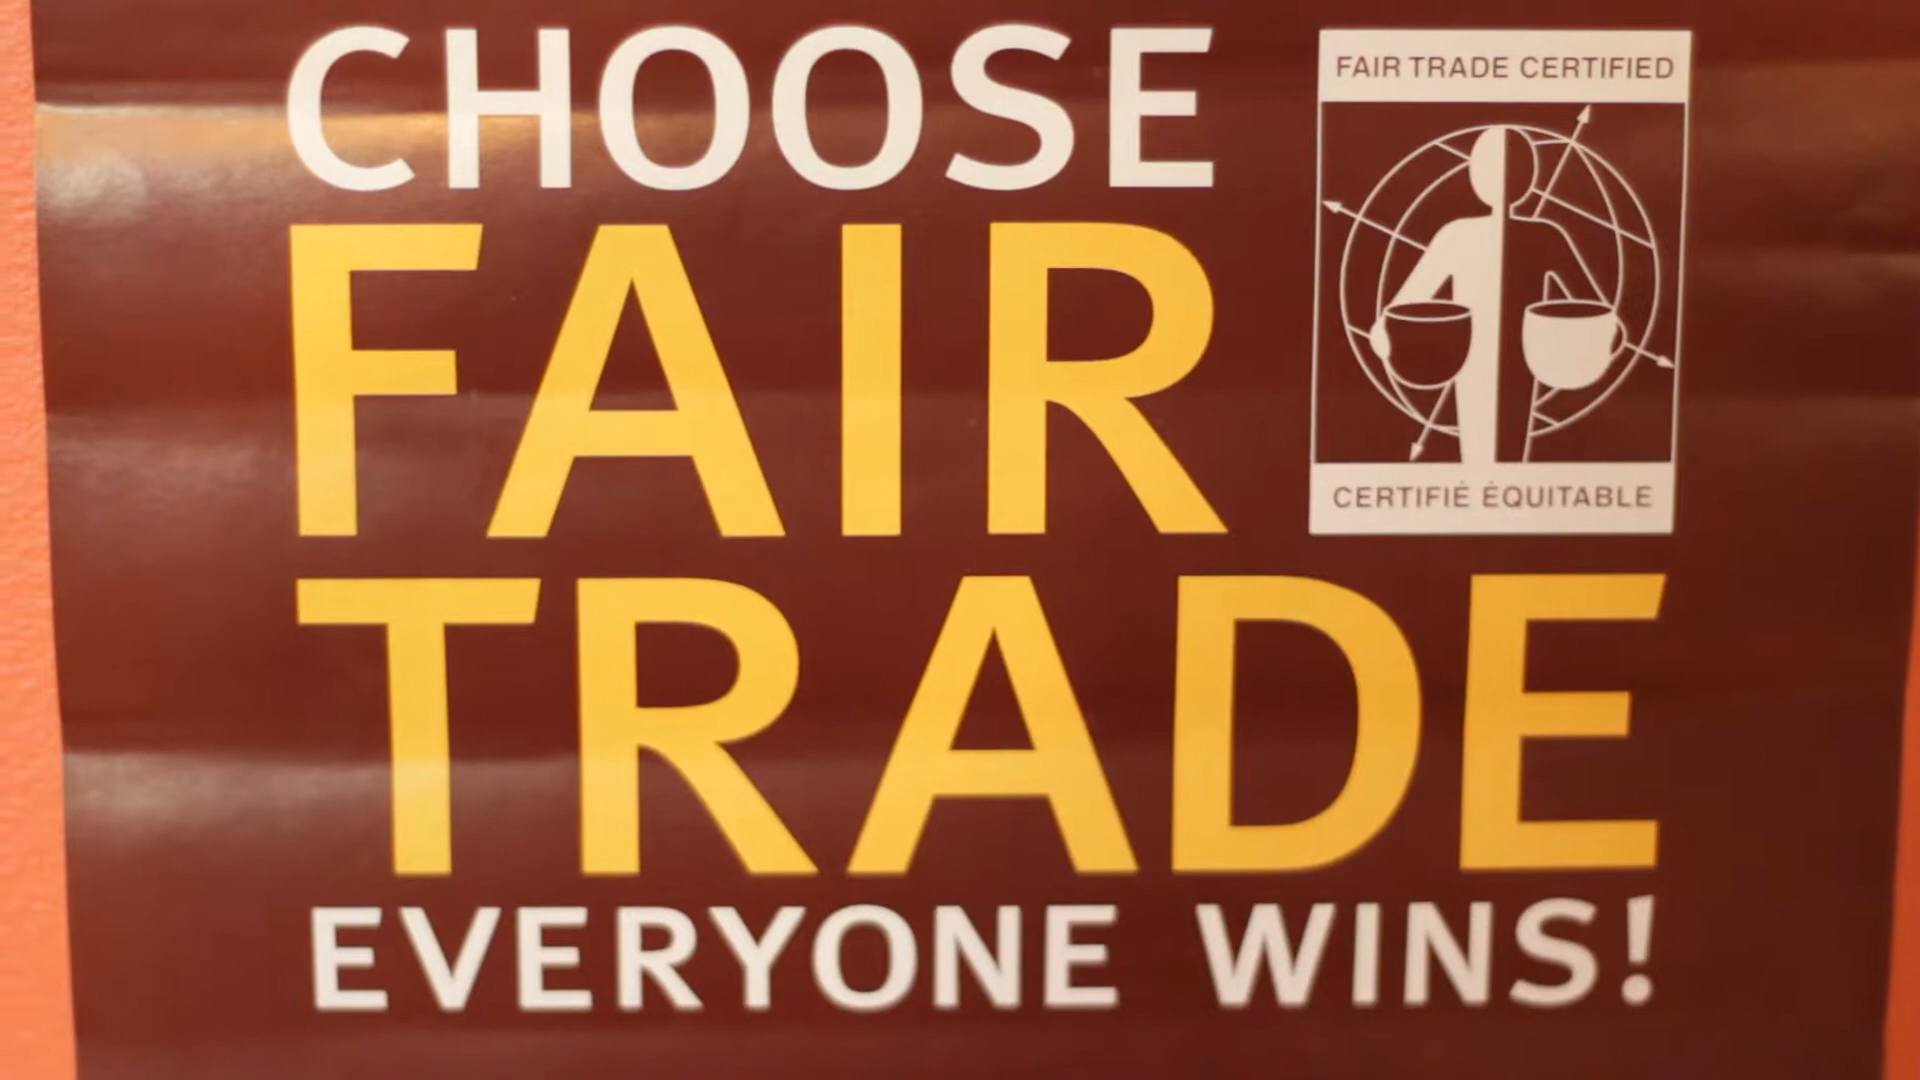 CHOOSE
FAIR
TRADE
EVERYONE WINS!
FAIR TRADE CERTIFIED
CERTIFIÉ ÉQUITABLE